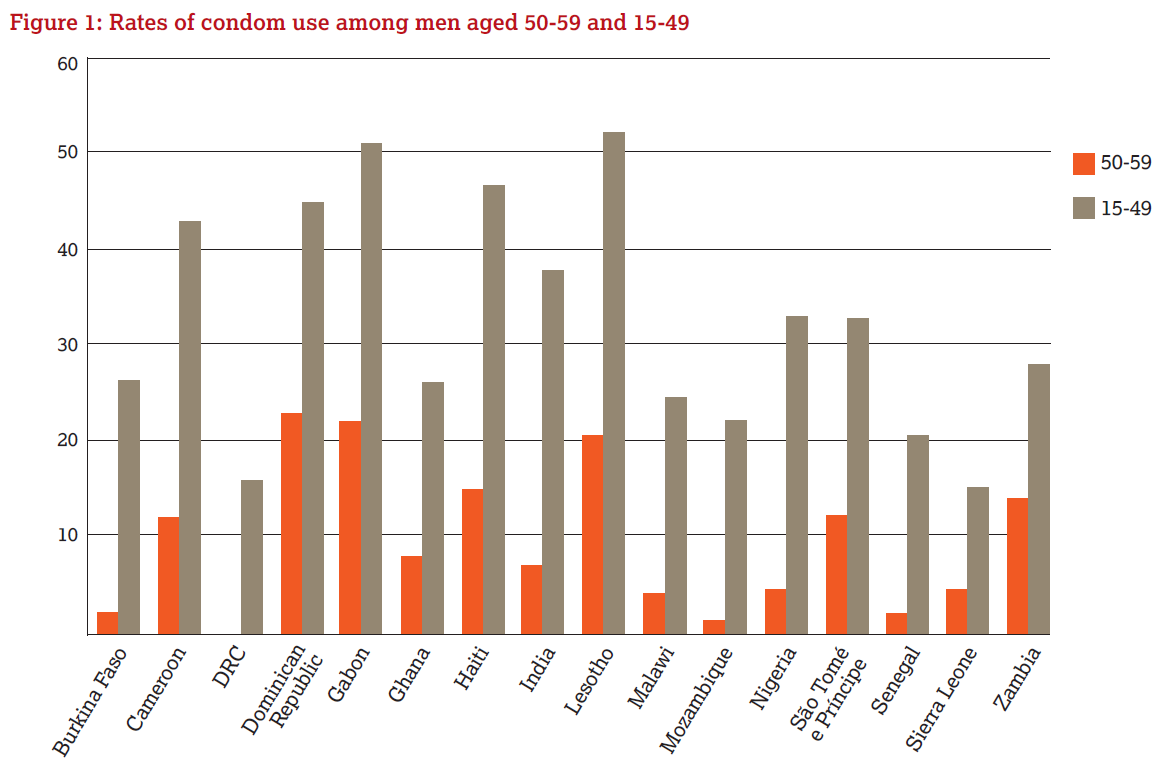 Figure 1: Rates of condom use among men aged 50-59 and 15-49
60
50
40
30
20
10
50-59
15-49
Burkina Faso
Cameroon
DRC
Dominican
Republic
Gabon
Ghana
Haiti
India
Lesotho
Malawi
Mozambique
Nigeria
São Tomé
e Príncipe
Senegal
Sierra Leone
Zambia